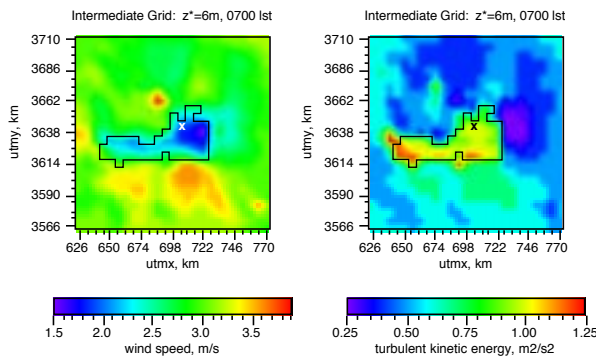 Intermediate Grid: z*=6m, 0700 lst
3710
3686
3662
3638
3614
3590
3566
utmy, km
x
626 650 674 698 722 746 770
utmx, km
1.5 2.0 2.5 3.0 3.5
wind speed, m/s
Intermediate Grid: z*=6m, 0700 lst
3710
3686
3662
3638
3614
3590
3566
utmy, km
x
626 650 674 698 722 746 770
utmx, km
0.25 0.50 0.75 1.00 1.25
turbulent kinetic energy, m2/s2